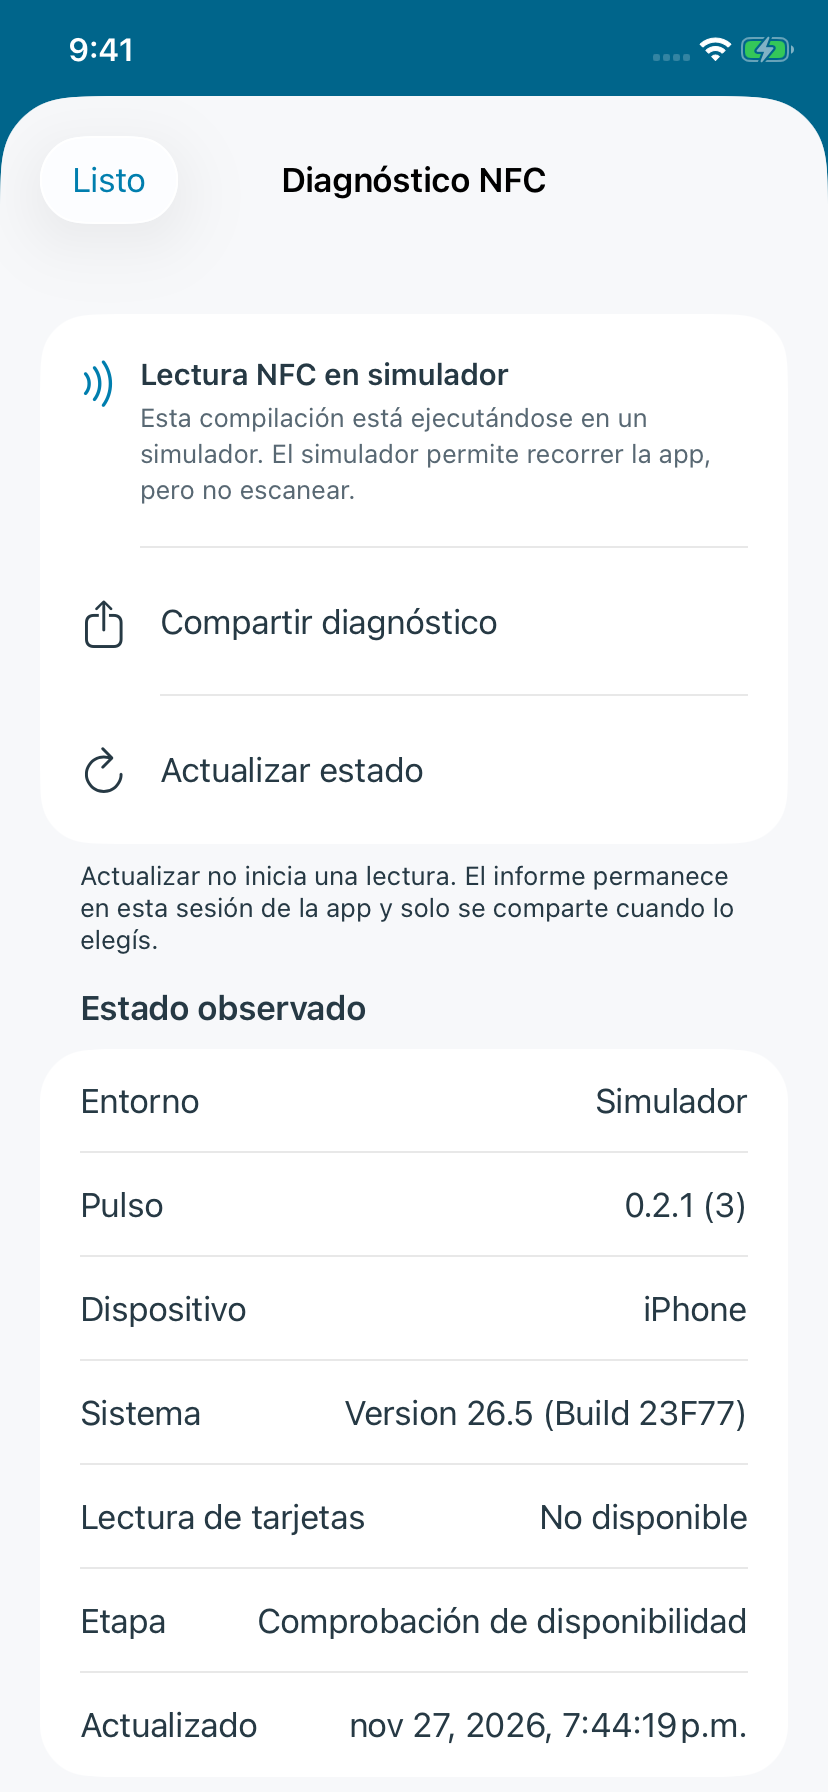 9:41
Listo
Diagnóstico NFC
Lectura NFC en simulador
Esta compilación está ejecutándose en un
simulador. El simulador permite recorrer la app,
pero no escanear.
Compartir diagnóstico
Actualizar estado
Actualizar no inicia una lectura. El informe permanece
en esta sesión de la app y solo se comparte cuando lo
elegís.
Estado observado
Entorno Simulador
Pulso 0.2.1 (3)
Dispositivo iPhone
Sistema Version 26.5 (Build 23F77)
Lectura de tarjetas No disponible
Etapa Comprobación de disponibilidad
Actualizado nov 27, 2026, 7:44:19 p.m.